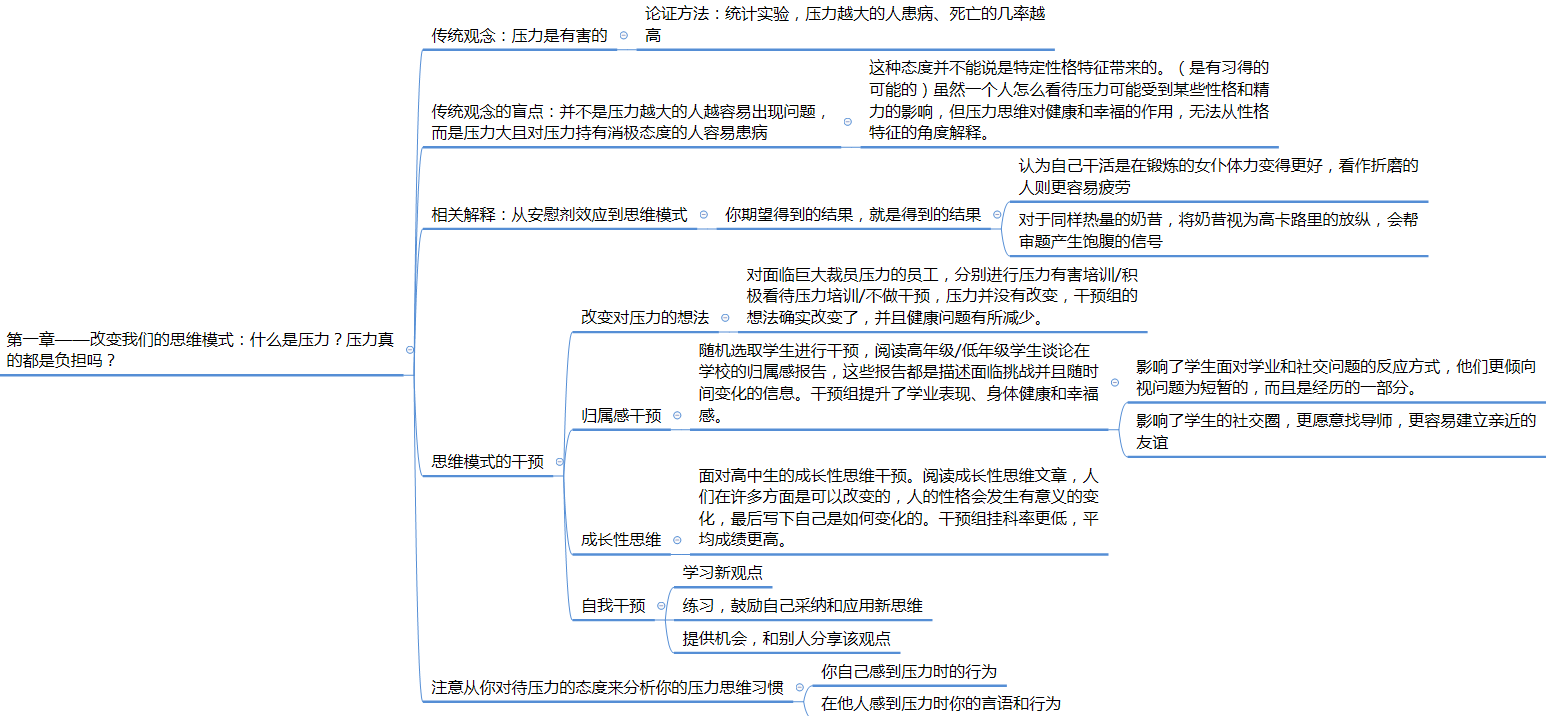 第一章——改变我们的思维模式：什么是压力？压力真
的都是负担吗？
传统观念：压力是有害的
论证方法：统计实验，压力越大的人患病、死亡的几率越
高
传统观念的盲点：并不是压力越大的人越容易出现问题，
而是压力大且对压力持有消极态度的人容易患病
这种态度并不能说是特定性格特征带来的。（是有习得的
可能的）虽然一个人怎么看待压力可能受到某些性格和精
力的影响，但压力思维对健康和幸福的作用，无法从性格
特征的角度解释。
相关解释：从安慰剂效应到思维模式
你期望得到的结果，就是得到的结果
认为自己干活是在锻炼的女仆体力变得更好，看作折磨的
人则更容易疲劳
对于同样热量的奶昔，将奶昔视为高卡路里的放纵，会帮
审题产生饱腹的信号
思维模式的干预
改变对压力的想法
对面临巨大裁员压力的员工，分别进行压力有害培训/积
极看待压力培训/不做干预，压力并没有改变，干预组的
想法确实改变了，并且健康问题有所减少。
归属感干预
随机选取学生进行干预，阅读高年级/低年级学生谈论在
学校的归属感报告，这些报告都是描述面临挑战并且随时
间变化的信息。干预组提升了学业表现、身体健康和幸福
感。
影响了学生面对学业和社交问题的反应方式，他们更倾向
视问题为短暂的，而且是经历的一部分。
影响了学生的社交圈，更愿意找导师，更容易建立亲近的
友谊
成长性思维
面对高中生的成长性思维干预。阅读成长性思维文章，人
们在许多方面是可以改变的，人的性格会发生有意义的变
化，最后写下自己是如何变化的。干预组挂科率更低，平
均成绩更高。
自我干预
学习新观点
练习，鼓励自己采纳和应用新思维
提供机会，和别人分享该观点
注意从你对待压力的态度来分析你的压力思维习惯
你自己感到压力时的行为
在他人感到压力时你的言语和行为